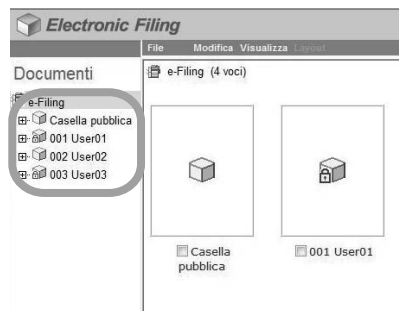 Electronic Filing
File Modifica Visualizza Layout
Documenti
e-Filing
Casella pubblica
001 User01
002 User02
003 User03
e-Filing (4 voci)
Casella
pubblica
001 User01